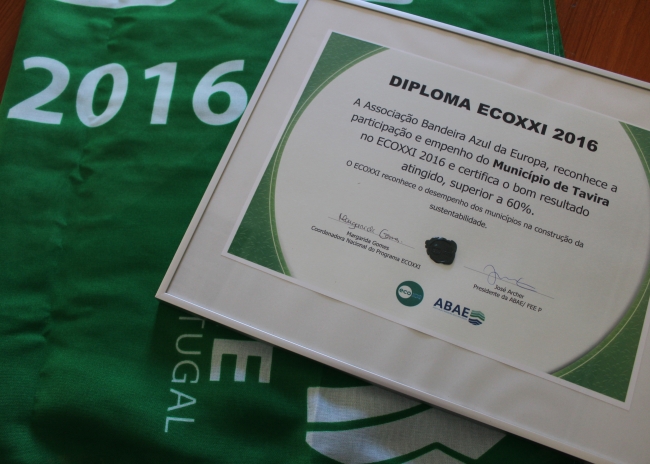 2016
DIPLOMA ECOXXI 2016
A Associação Bandeira Azul da Europa, reconhece a
participação e empenho do Município de Tavira
no ECOXXI 2016 e certifica o bom resultado
atingido, superior a 60%.
O ECOXXI reconhece o desempenho dos municípios na construção da
sustentabilidade.
Margarida Gomes
Coordenadora Nacional do Programa ECOXXI
José Archer
Presidente da ABAE/ FEE P
ABAE
E
TUGAL